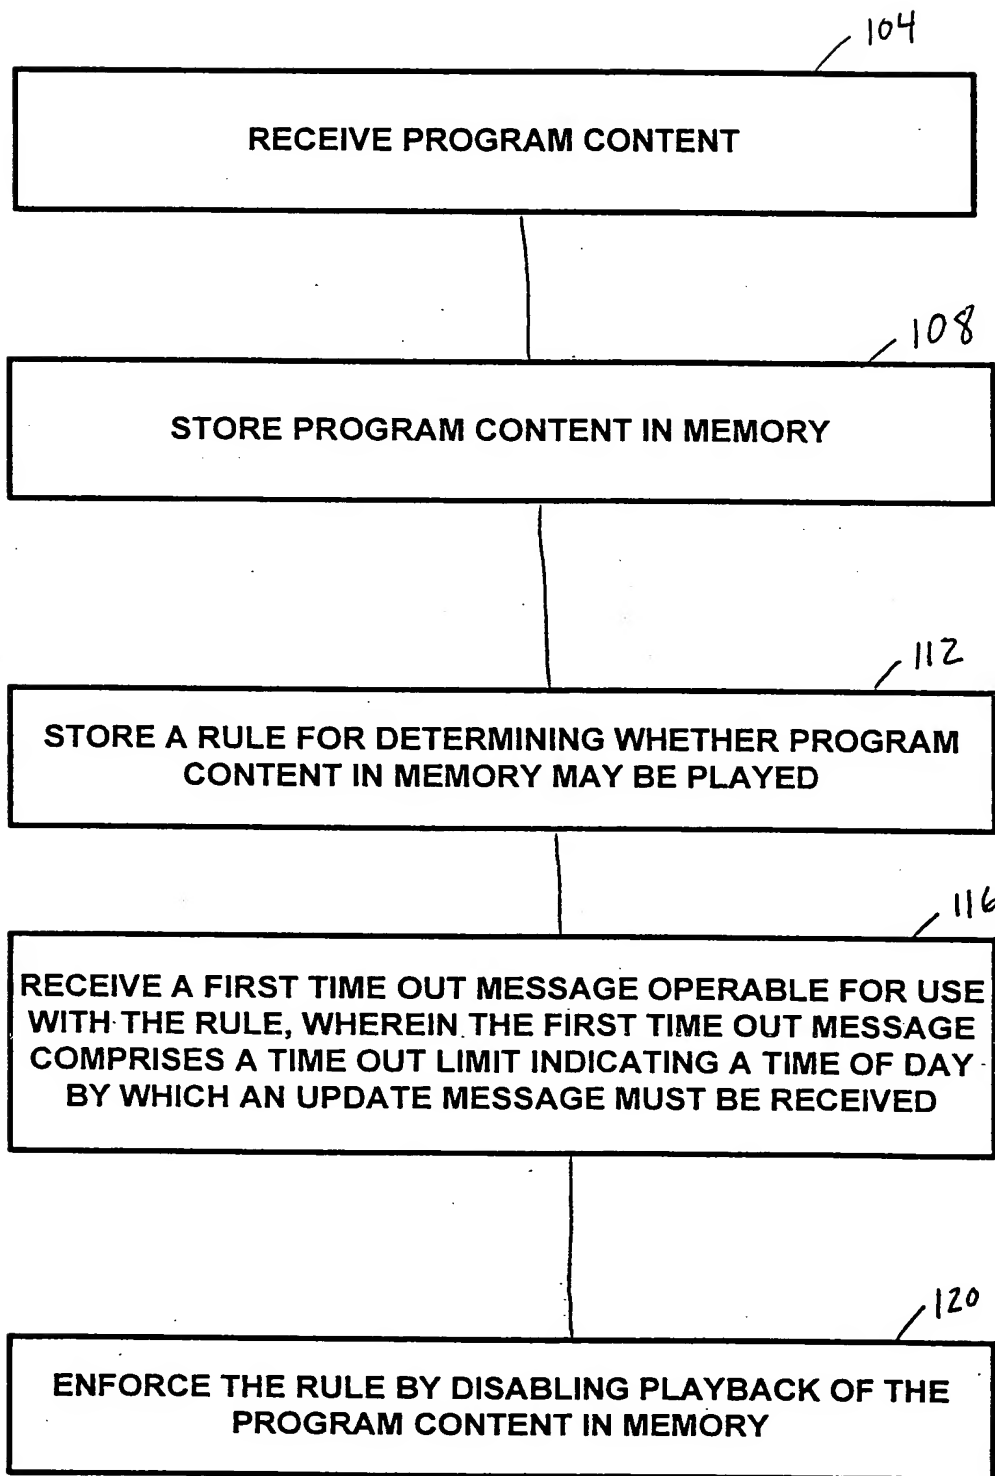 104
RECEIVE PROGRAM CONTENT
108
STORE PROGRAM CONTENT IN MEMORY
112
STORE A RULE FOR DETERMINING WHETHER PROGRAM
CONTENT IN MEMORY MAY BE PLAYED
116
RECEIVE A FIRST TIME OUT MESSAGE OPERABLE FOR USE
WITH THE RULE, WHEREIN THE FIRST TIME OUT MESSAGE
COMPRISES A TIME OUT LIMIT INDICATING A TIME OF DAY
BY WHICH AN UPDATE MESSAGE MUST BE RECEIVED
120
ENFORCE THE RULE BY DISABLING PLAYBACK OF THE
PROGRAM CONTENT IN MEMORY